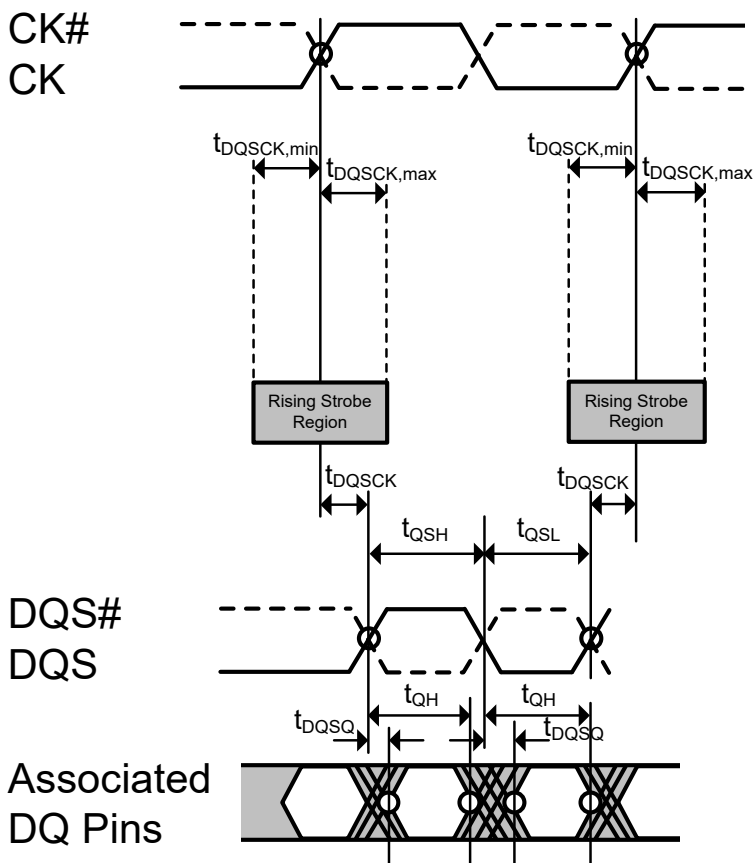 CK#
CK
tDQSCK,min
tDQSCK,min
tDQSCK,max
tDQSCK,max
Rising Strobe
Region
Rising Strobe
Region
tDQSCK
tDQSCK
tQSH
tQSL
DQS#
DQS
tQH
tQH
tDQSQ
tDQSQ
Associated
DQ Pins